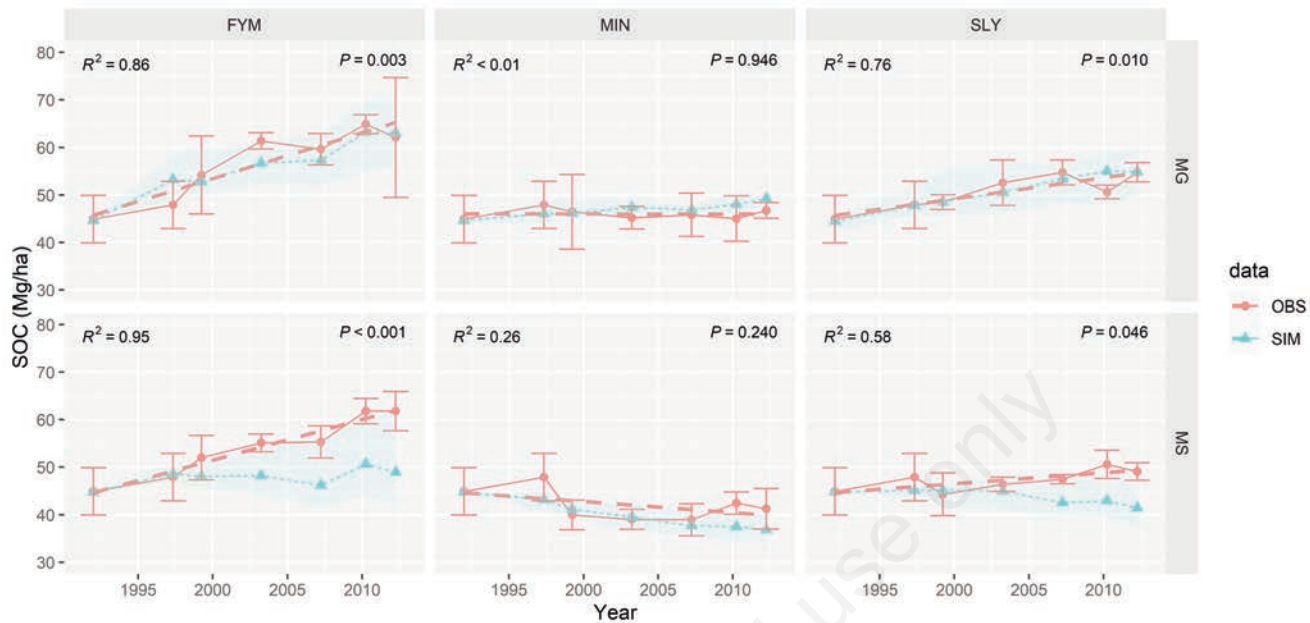 FYM MIN SLY
R² = 0.86 P = 0.003 R² < 0.01 P = 0.946 R² = 0.76 P = 0.010
80
70
60
50
40
30
MG
R² = 0.95 P < 0.001 R² = 0.26 P = 0.240 R² = 0.58 P = 0.046
80
70
60
50
40
30
MS
SOC (Mg/ha)
1995 2000 2005 2010 1995 2000 2005 2010 1995 2000 2005 2010
Year
data
OBS
SIM
use only